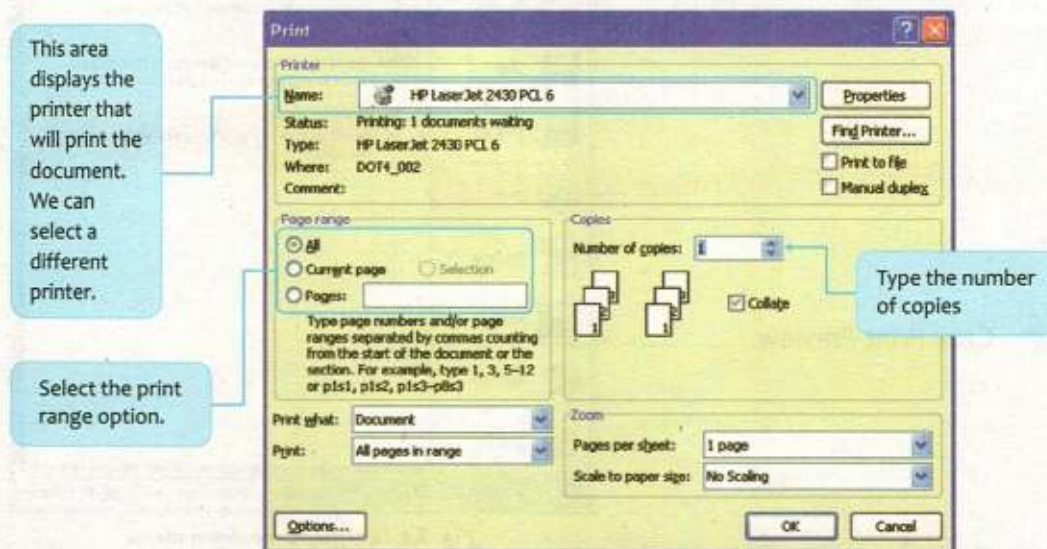 This area
displays the
printer that
will print the
document.
We can
select a
different
printer.
Select the print
range option.
Print
Printer
Name: HP LaserJet 2430 PCL 6
Properties
Status: Printing: 1 documents waiting
Find Printer...
Type: HP LaserJet 2430 PCL 6
Where: DOT4_002
Print to file
Comment:
Manual duplex
Page range
All
Current page Selection
Pages:
Type page numbers and/or page
ranges separated by commas counting
from the start of the document or the
section. For example, type 1, 3, 5–12
or p1s1, p1s2, p1s3–p8s3
Copies
Number of copies: 1
Collate
Type the number
of copies
Print what: Document
Print: All pages in range
Zoom
Pages per sheet: 1 page
Scale to paper size: No Scaling
Options...
OK Cancel